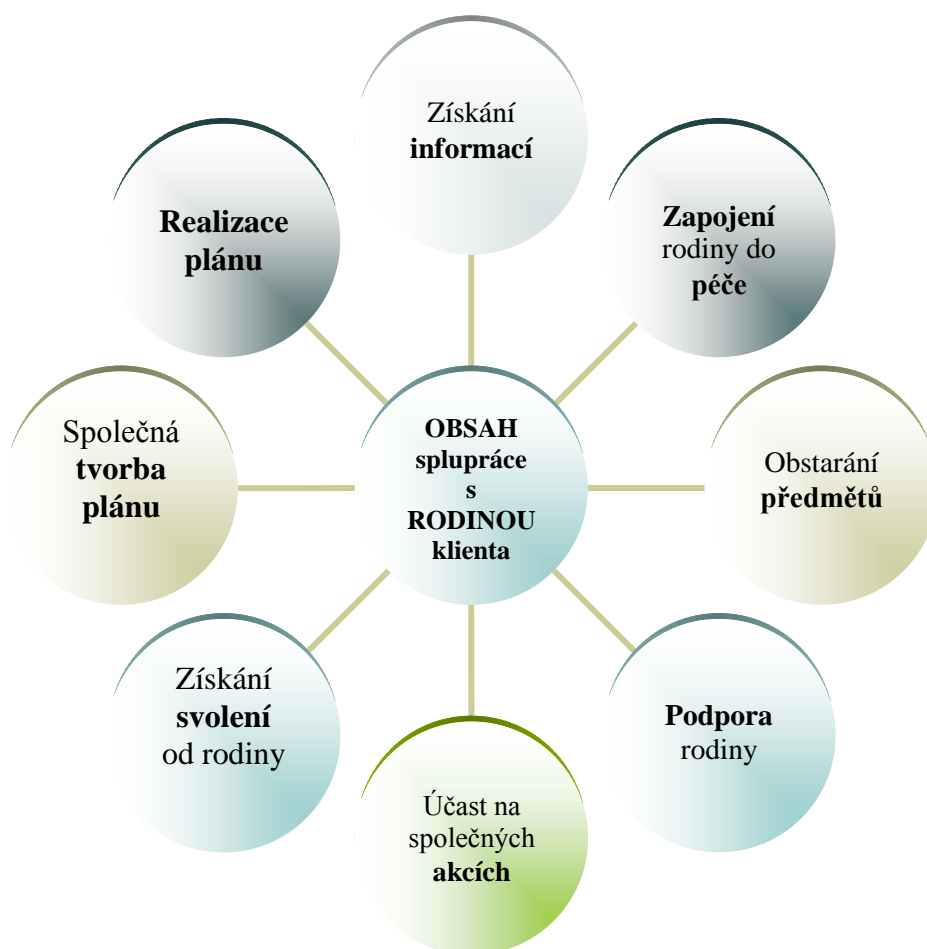 Získání
informací
Realizace
plánu
Zapojení
rodiny do
péče
Společná
tvorba
plánu
OBSAH
splupráce
s
RODINOU
klienta
Obstarání
předmětů
Získání
svolení
od rodiny
Podpora
rodiny
Účast na
společných
akcích